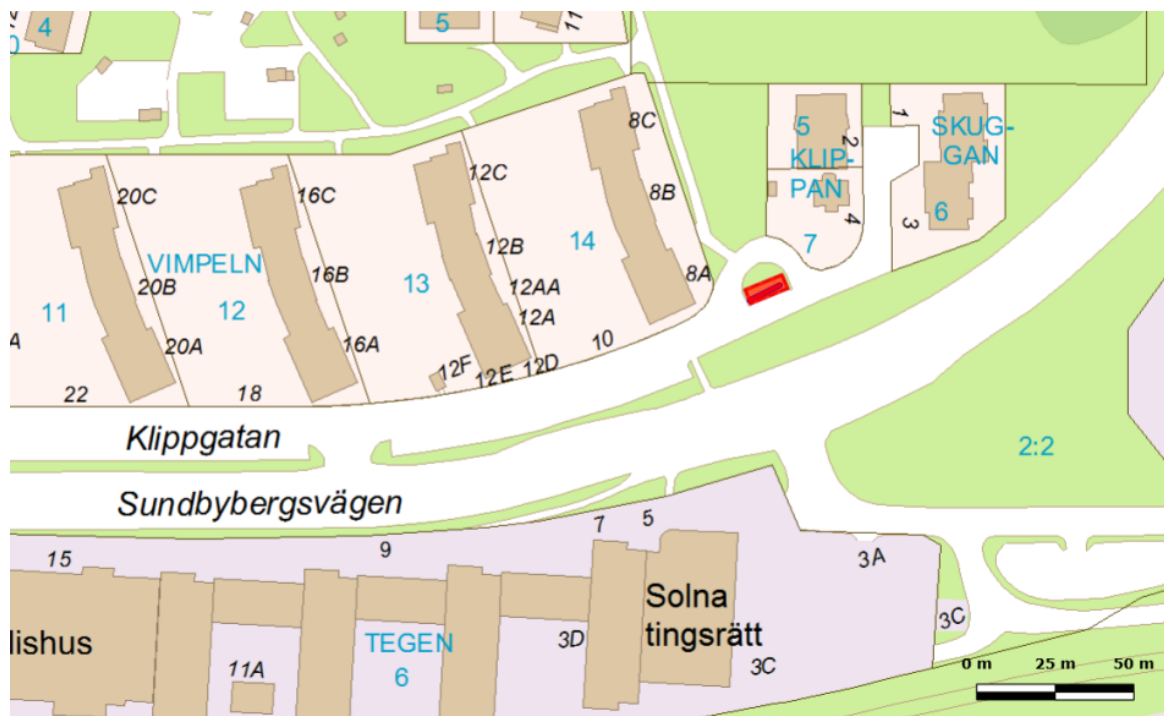 4
5
11
5
2
KLIP-
PAN
4
7
1
SKUG-
GAN
6
3
8C
8B
8A
14
10
12C
12B
12AA
12A
12D
12E
12F
13
16C
16B
16A
VIMPELN
12
18
20C
20B
20A
11
22
A
Klippgatan
2:2
Sundbybergsvägen
15
9
7
5
3A
3C
lishus
11A
TEGEN
6
3D
Solna
tingsrätt
3C
0 m 25 m 50 m